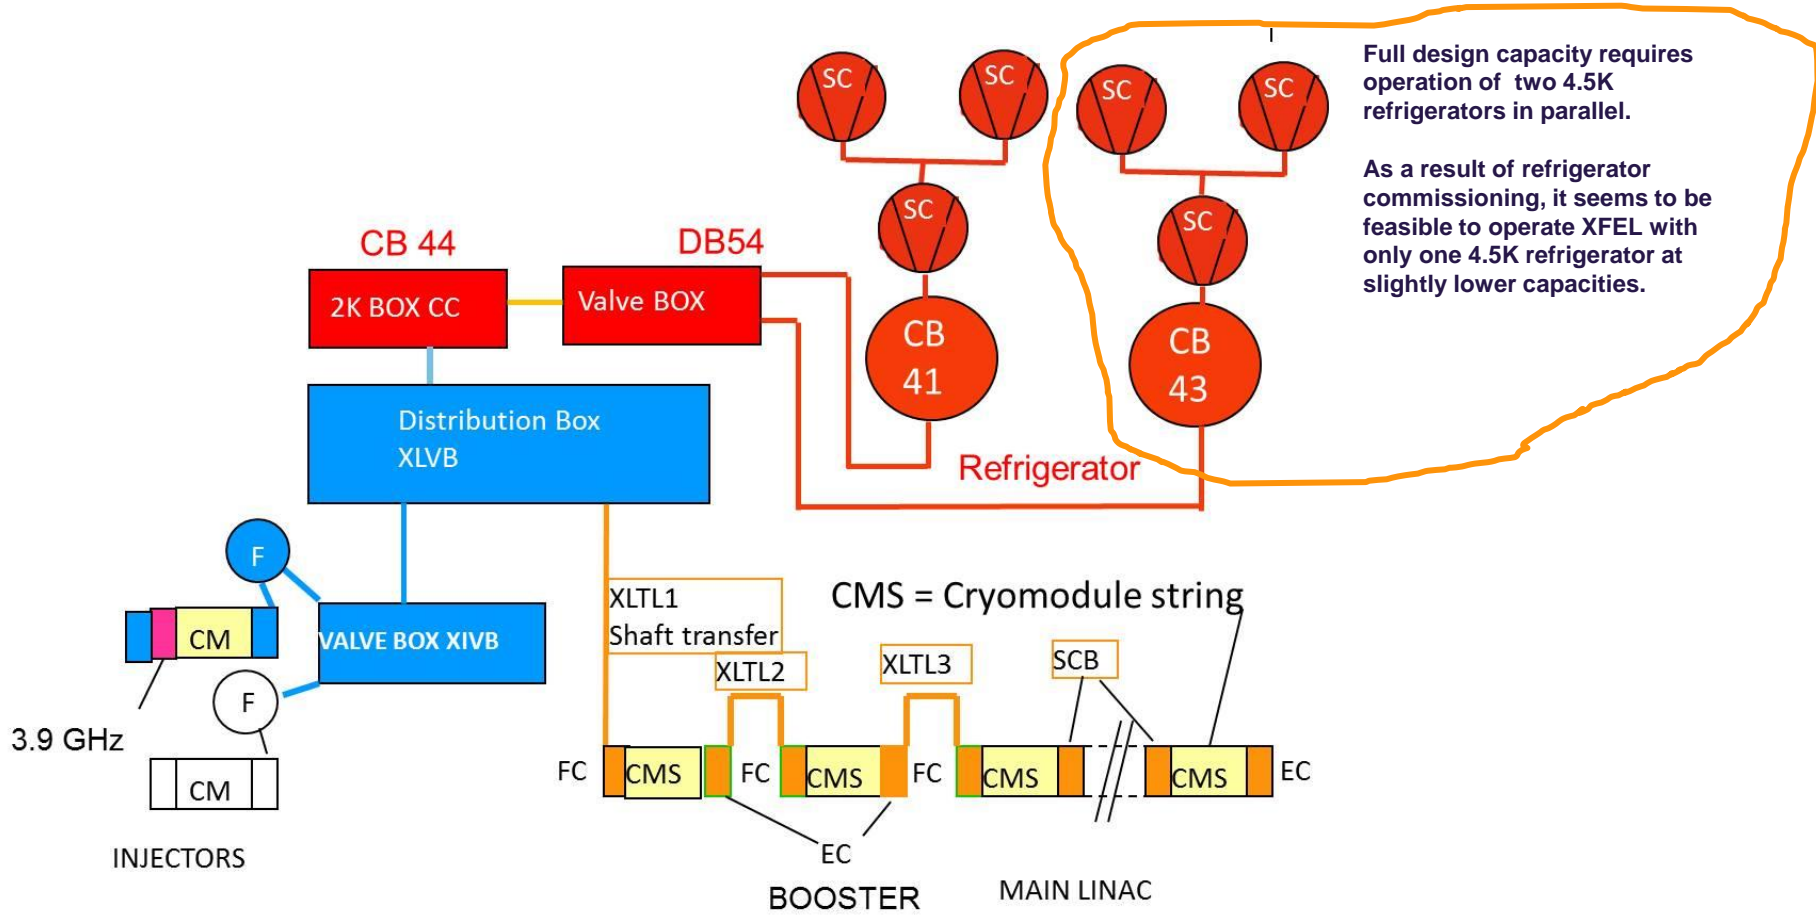 SC
SC
SC
SC
Full design capacity requires
operation of  two 4.5K
refrigerators in parallel.
As a result of refrigerator
commissioning, it seems to be
feasible to operate XFEL with
only one 4.5K refrigerator at
slightly lower capacities.
SC
SC
CB 44
DB54
2K BOX CC
Valve BOX
CB
41
CB
43
Distribution Box
XLVB
Refrigerator
F
CM
VALVE BOX XIVB
F
3.9 GHz
CM
INJECTORS
XLTL1
Shaft transfer
CMS = Cryomodule string
XLTL2
XLTL3
SCB
FC
CMS
FC
CMS
FC
CMS
CMS
EC
EC
BOOSTER
MAIN LINAC